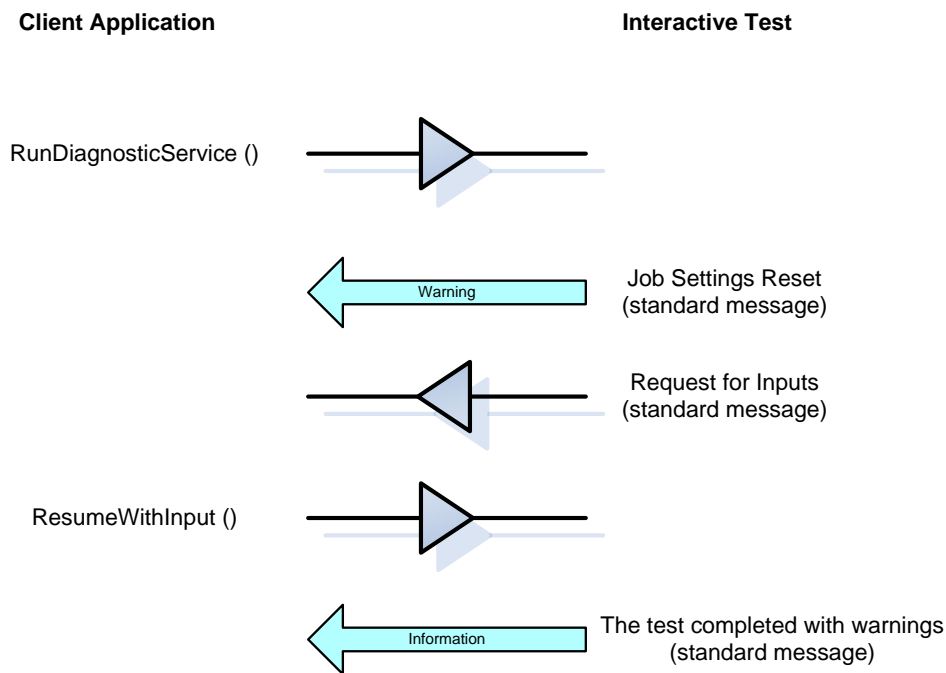 Client Application
Interactive Test
RunDiagnosticService ()
Warning
Job Settings Reset
(standard message)
Request for Inputs
(standard message)
ResumeWithInput ()
Information
The test completed with warnings
(standard message)